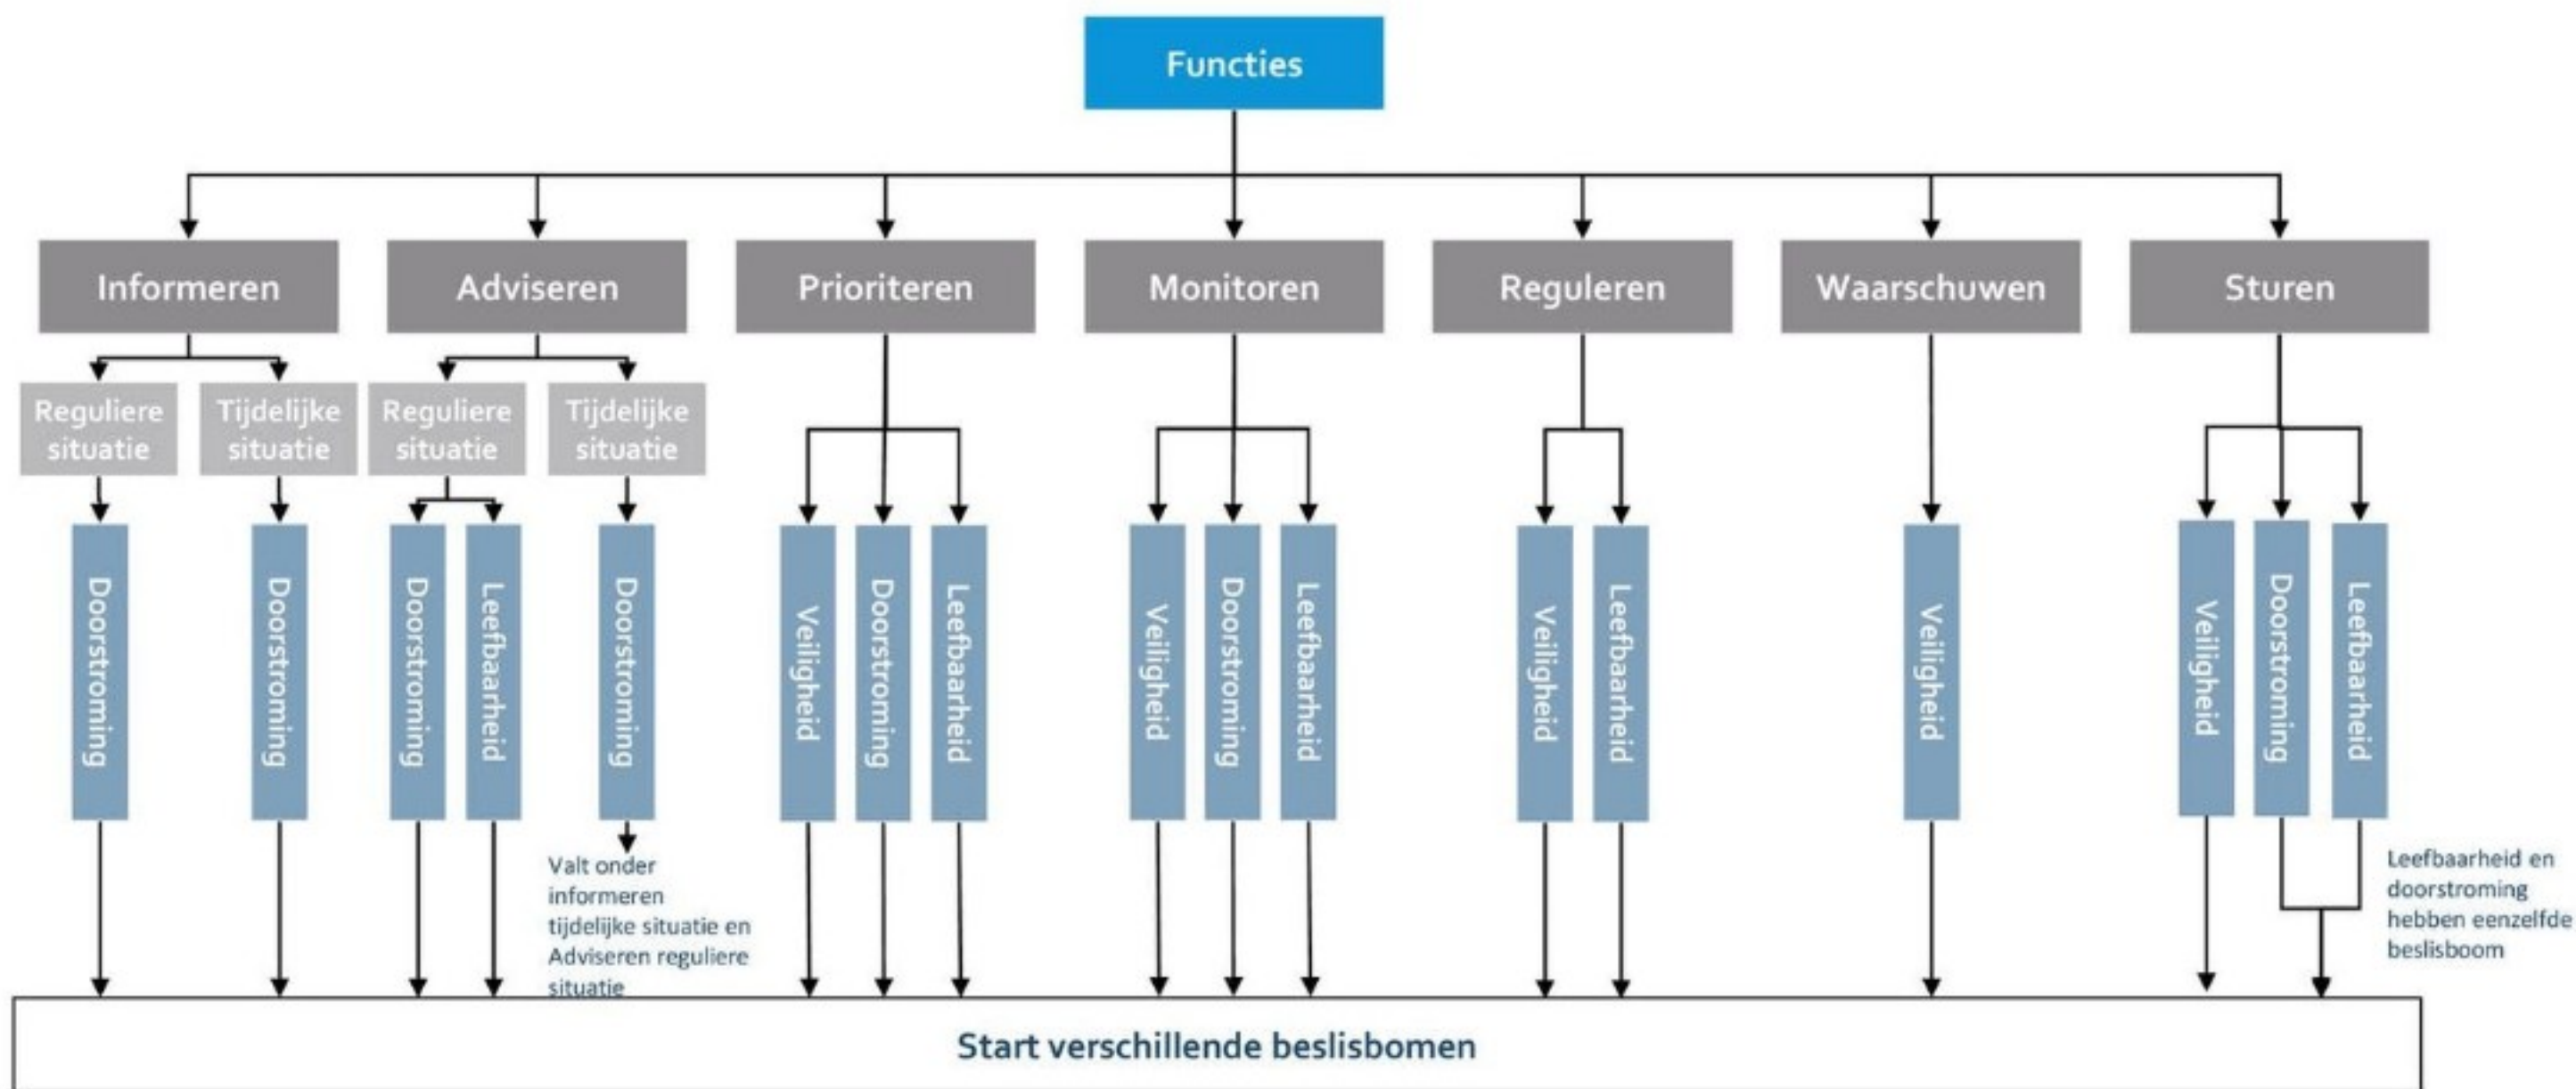 Functies
Informeren
Adviseren
Prioriteren
Monitoren
Reguleren
Waarschuwen
Sturen
Reguliere
situatie
Tijdelijke
situatie
Reguliere
situatie
Tijdelijke
situatie
Doorstroming
Doorstroming
Doorstroming
Leefbaarheid
Doorstroming
Veiligheid
Doorstroming
Leefbaarheid
Veiligheid
Doorstroming
Leefbaarheid
Veiligheid
Leefbaarheid
Veiligheid
Veiligheid
Doorstroming
Leefbaarheid
Valt onder
informeren
tijdelijke situatie en
Adviseren reguliere
situatie
Leefbaarheid en
doorstroming
hebben eenzelfde
beslisboom
Start verschillende beslisbomen